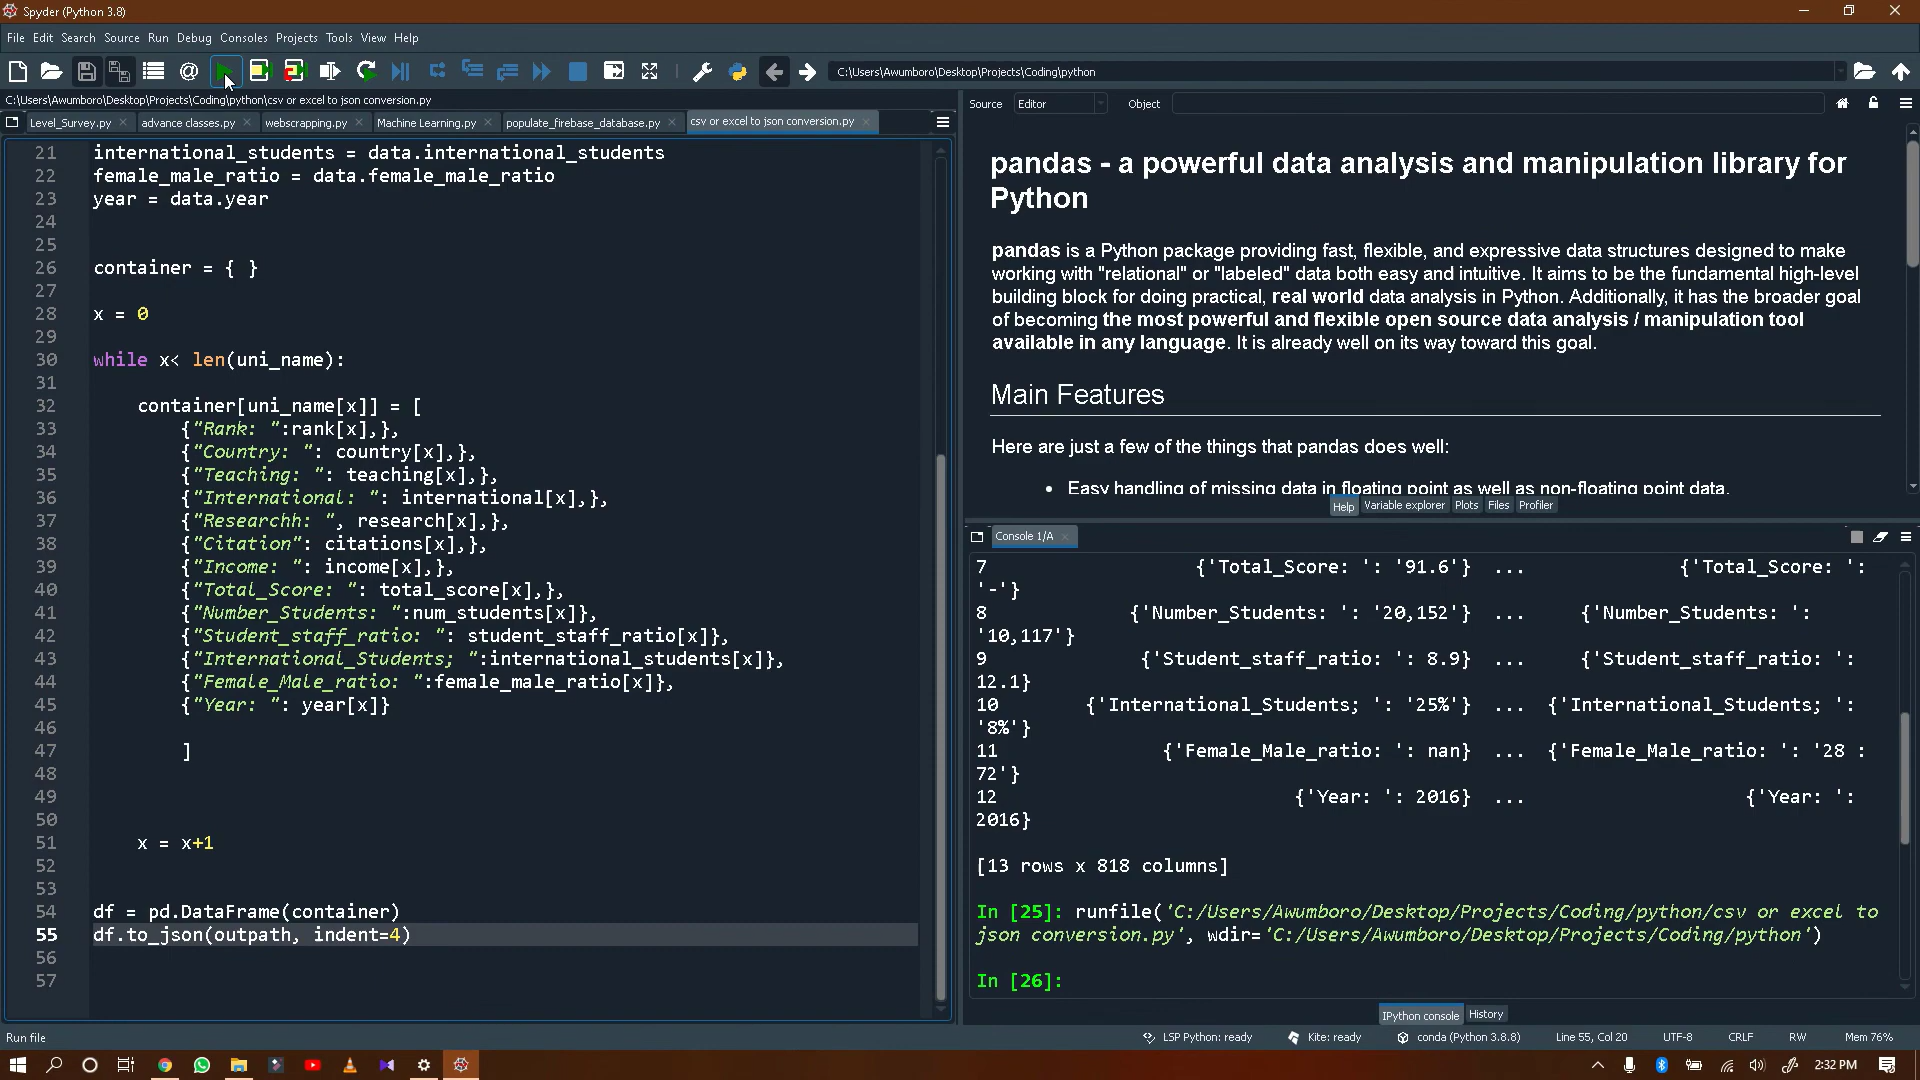 Spyder (Python 3.8)
File Edit Search Source Run Debug Consoles Projects Tools View Help
C:\Users\Awumboro\Desktop\Projects\Coding\python
C:\Users\Awumboro\Desktop\Projects\Coding\python\csv or excel to json conversion.py
Level_Survey.py advance classes.py webscrapping.py Machine Learning.py populate_firebase_database.py csv or excel to json conversion.py
21 international_students = data.international_students
22 female_male_ratio = data.female_male_ratio
23 year = data.year
24
25
26 container = { }
27
28 x = 0
29
30 while x< len(uni_name):
31
32 container[uni_name[x]] = [
33 {"Rank: ":rank[x],},
34 {"Country: ": country[x],},
35 {"Teaching: ": teaching[x],},
36 {"International: ": international[x],},
37 {"Researchh: ", research[x],},
38 {"Citation": citations[x],},
39 {"Income: ": income[x],},
40 {"Total_Score: ": total_score[x],},
41 {"Number_Students: ":num_students[x]},
42 {"Student_staff_ratio: ": student_staff_ratio[x]},
43 {"International_Students; ":international_students[x]},
44 {"Female_Male_ratio: ":female_male_ratio[x]},
45 {"Year: ": year[x]}
46
47 ]
48
49
50
51 x = x+1
52
53
54 df = pd.DataFrame(container)
55 df.to_json(outpath, indent=4)
56
57
Source Editor Object
pandas - a powerful data analysis and manipulation library for
Python
pandas is a Python package providing fast, flexible, and expressive data structures designed to make
working with "relational" or "labeled" data both easy and intuitive. It aims to be the fundamental high-level
building block for doing practical, real world data analysis in Python. Additionally, it has the broader goal
of becoming the most powerful and flexible open source data analysis / manipulation tool
available in any language. It is already well on its way toward this goal.
Main Features
Here are just a few of the things that pandas does well:
• Easy handling of missing data in floating point as well as non-floating point data.
Help Variable explorer Plots Files Profiler
Console 1/A
7 {'Total_Score: ': '91.6'} ... {'Total_Score: ':
'-'}
8 {'Number_Students: ': '20,152'} ... {'Number_Students: ':
'10,117'}
9 {'Student_staff_ratio: ': 8.9} ... {'Student_staff_ratio: ':
12.1}
10 {'International_Students; ': '25%'} ... {'International_Students; ':
'8%'}
11 {'Female_Male_ratio: ': nan} ... {'Female_Male_ratio: ': '28 :
72'}
12 {'Year: ': 2016} ... {'Year: ':
2016}
[13 rows x 818 columns]
In [25]: runfile('C:/Users/Awumboro/Desktop/Projects/Coding/python/csv or excel to
json conversion.py', wdir='C:/Users/Awumboro/Desktop/Projects/Coding/python')
In [26]:
IPython console History
Run file
LSP Python: ready Kite: ready conda (Python 3.8.8) Line 55, Col 20 UTF-8 CRLF RW Mem 76%
2:32 PM